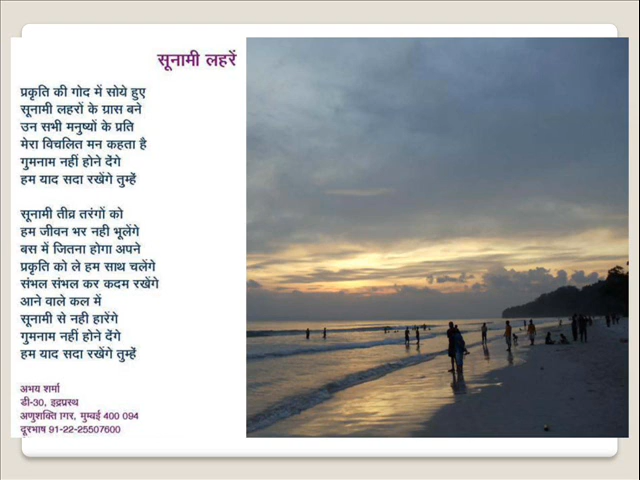 सूनामी लहरें
प्रकृति की गोद में सोये हुए
सूनामी लहरों के ग्रास बने
उन सभी मनुष्यों के प्रति
मेरा विचलित मन कहता है
गुमनाम नहीं होने देंगे
हम याद सदा रखेंगे तुम्हें
सूनामी तीव्र तरंगों को
हम जीवन भर नही भूलेंगे
बस में जितना होगा अपने
प्रकृति को ले हम साथ चलेंगे
संभल संभल कर कदम रखेंगे
आने वाले कल में
सूनामी से नही हारेंगे
गुमनाम नहीं होने देंगे
हम याद सदा रखेंगे तुम्हें
अभय शर्मा
डी-30, इद्रप्रस्थ
अणुशक्ति ागर, मुम्बई 400 094
दूरभाष 91-22-25507600